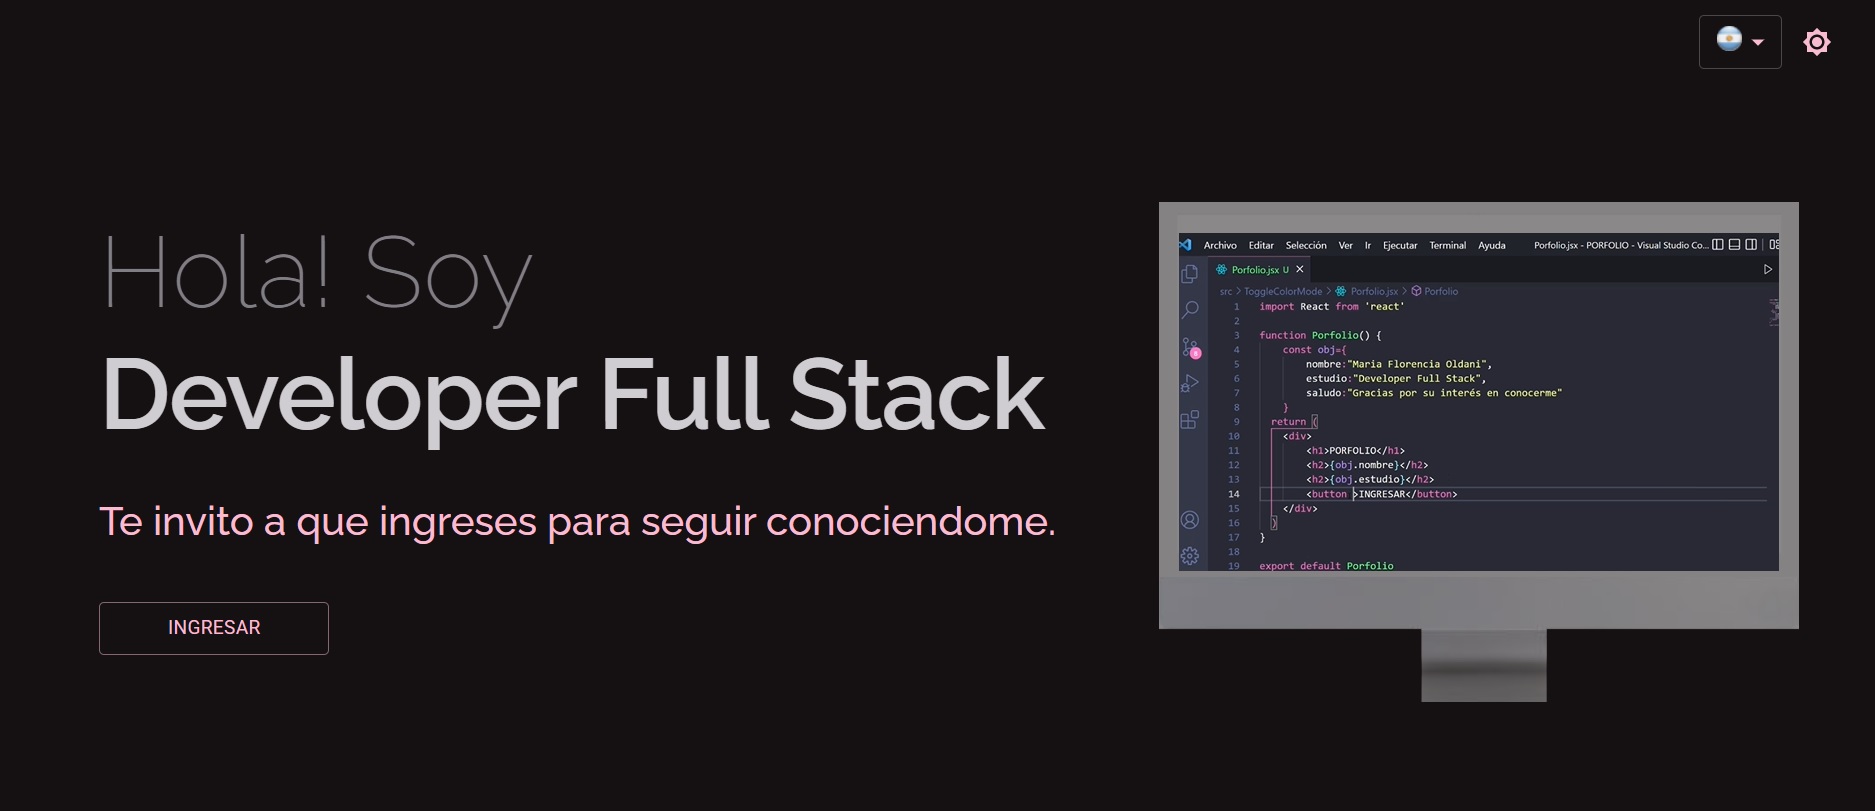 Hola! Soy
Developer Full Stack
Te invito a que ingreses para seguir conociendome.
INGRESAR
Archivo Editar Selección Ver Ir Ejecutar Terminal Ayuda Porfolio.jsx - PORFOLIO - Visual Studio Co...
Porfolio.jsx U ×
src > ToggleColorMode > Porfolio.jsx > Porfolio
8
1 import React from 'react'
2
3 function Porfolio() {
4 const obj={
5 nombre:"Maria Florencia Oldani",
6 estudio:"Developer Full Stack",
7 saludo:"Gracias por su interés en conocerme"
8 }
9 return (
10 <div>
11 <h1>PORFOLIO</h1>
12 <h2>{obj.nombre}</h2>
13 <h2>{obj.estudio}</h2>
14 <button >INGRESAR</button>
15 </div>
16 )
17 }
18
19 export default Porfolio